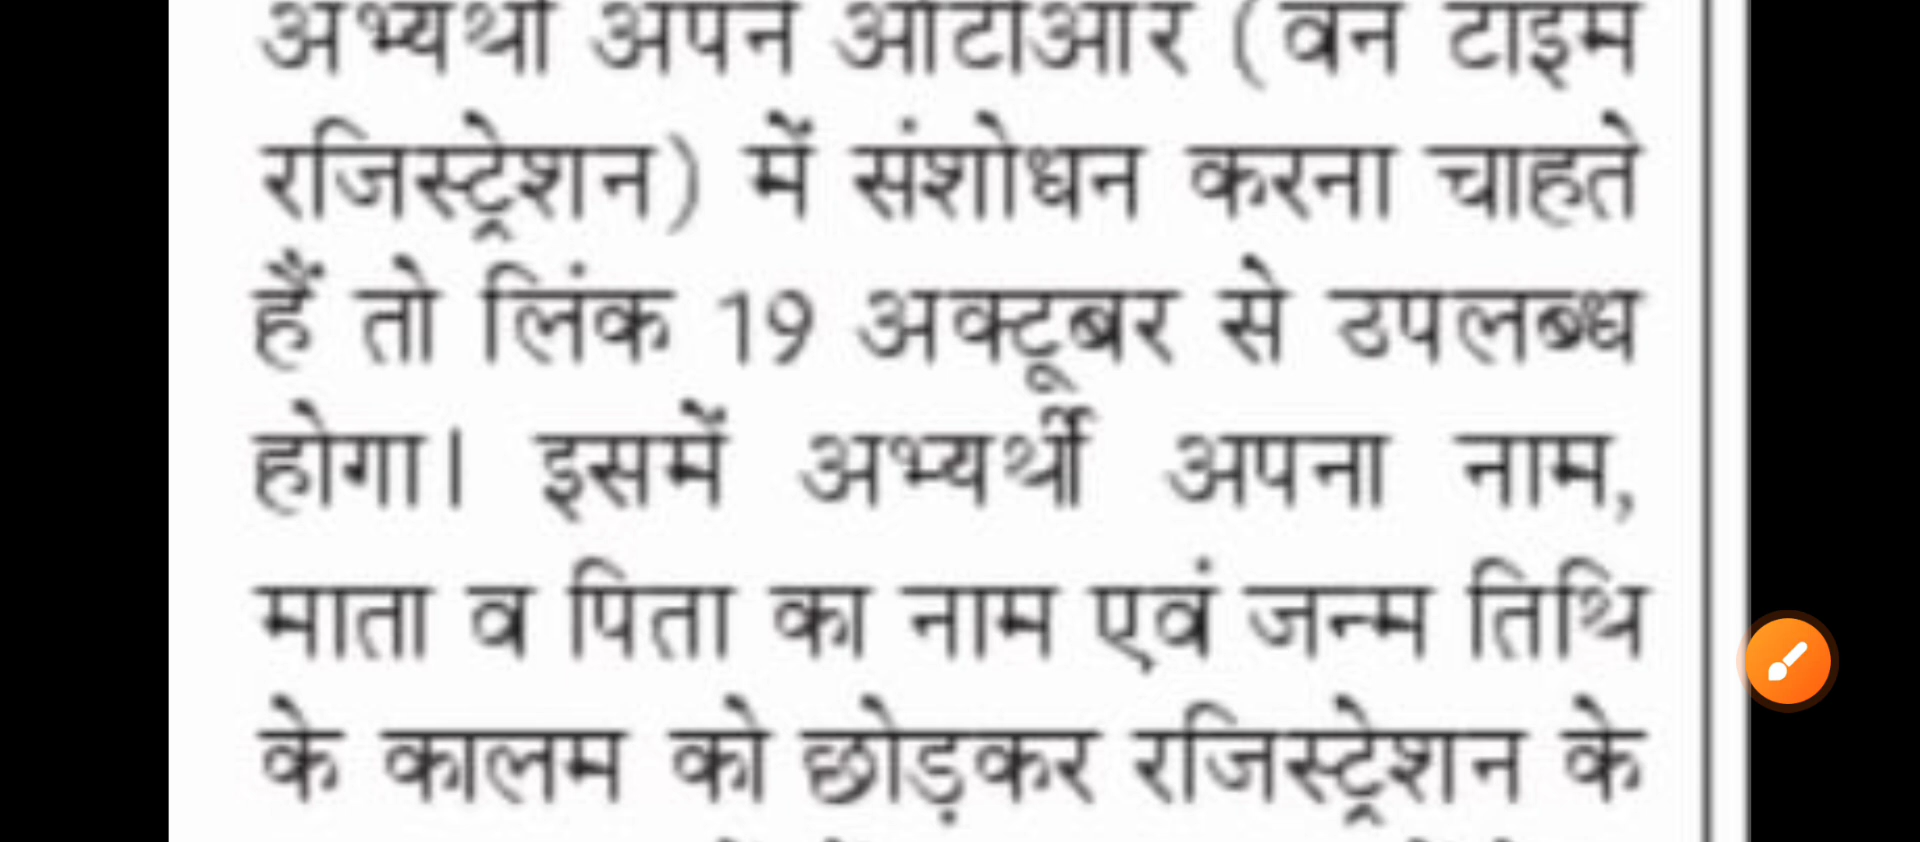 अभ्यर्थी अपने ओटीआर (वन टाइम
रजिस्ट्रेशन) में संशोधन करना चाहते
हैं तो लिंक 19 अक्टूबर से उपलब्ध
होगा। इसमें अभ्यर्थी अपना नाम,
माता व पिता का नाम एवं जन्म तिथि
के कालम को छोड़कर रजिस्ट्रेशन के